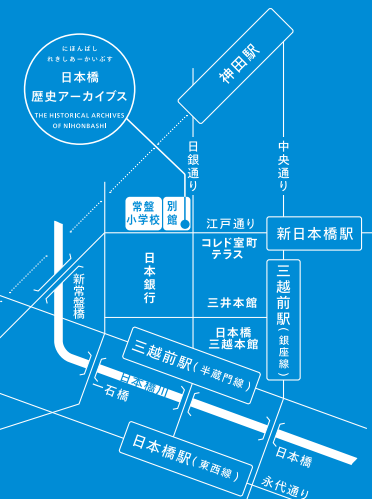 にほんばし
れきしあーかいぶす
日本橋
歴史アーカイブス
THE HISTORICAL ARCHIVES
OF NIHONBASHI
神田駅
日銀通り
中央通り
常盤
小学校
別館
江戸通り
新日本橋駅
コレド室町
テラス
日本銀行
三越前駅(銀座線)
新常盤橋
三井本館
日本橋
三越本館
三越前駅(半蔵門線)
日本橋川
一石橋
日本橋
日本橋駅(東西線)
永代通り